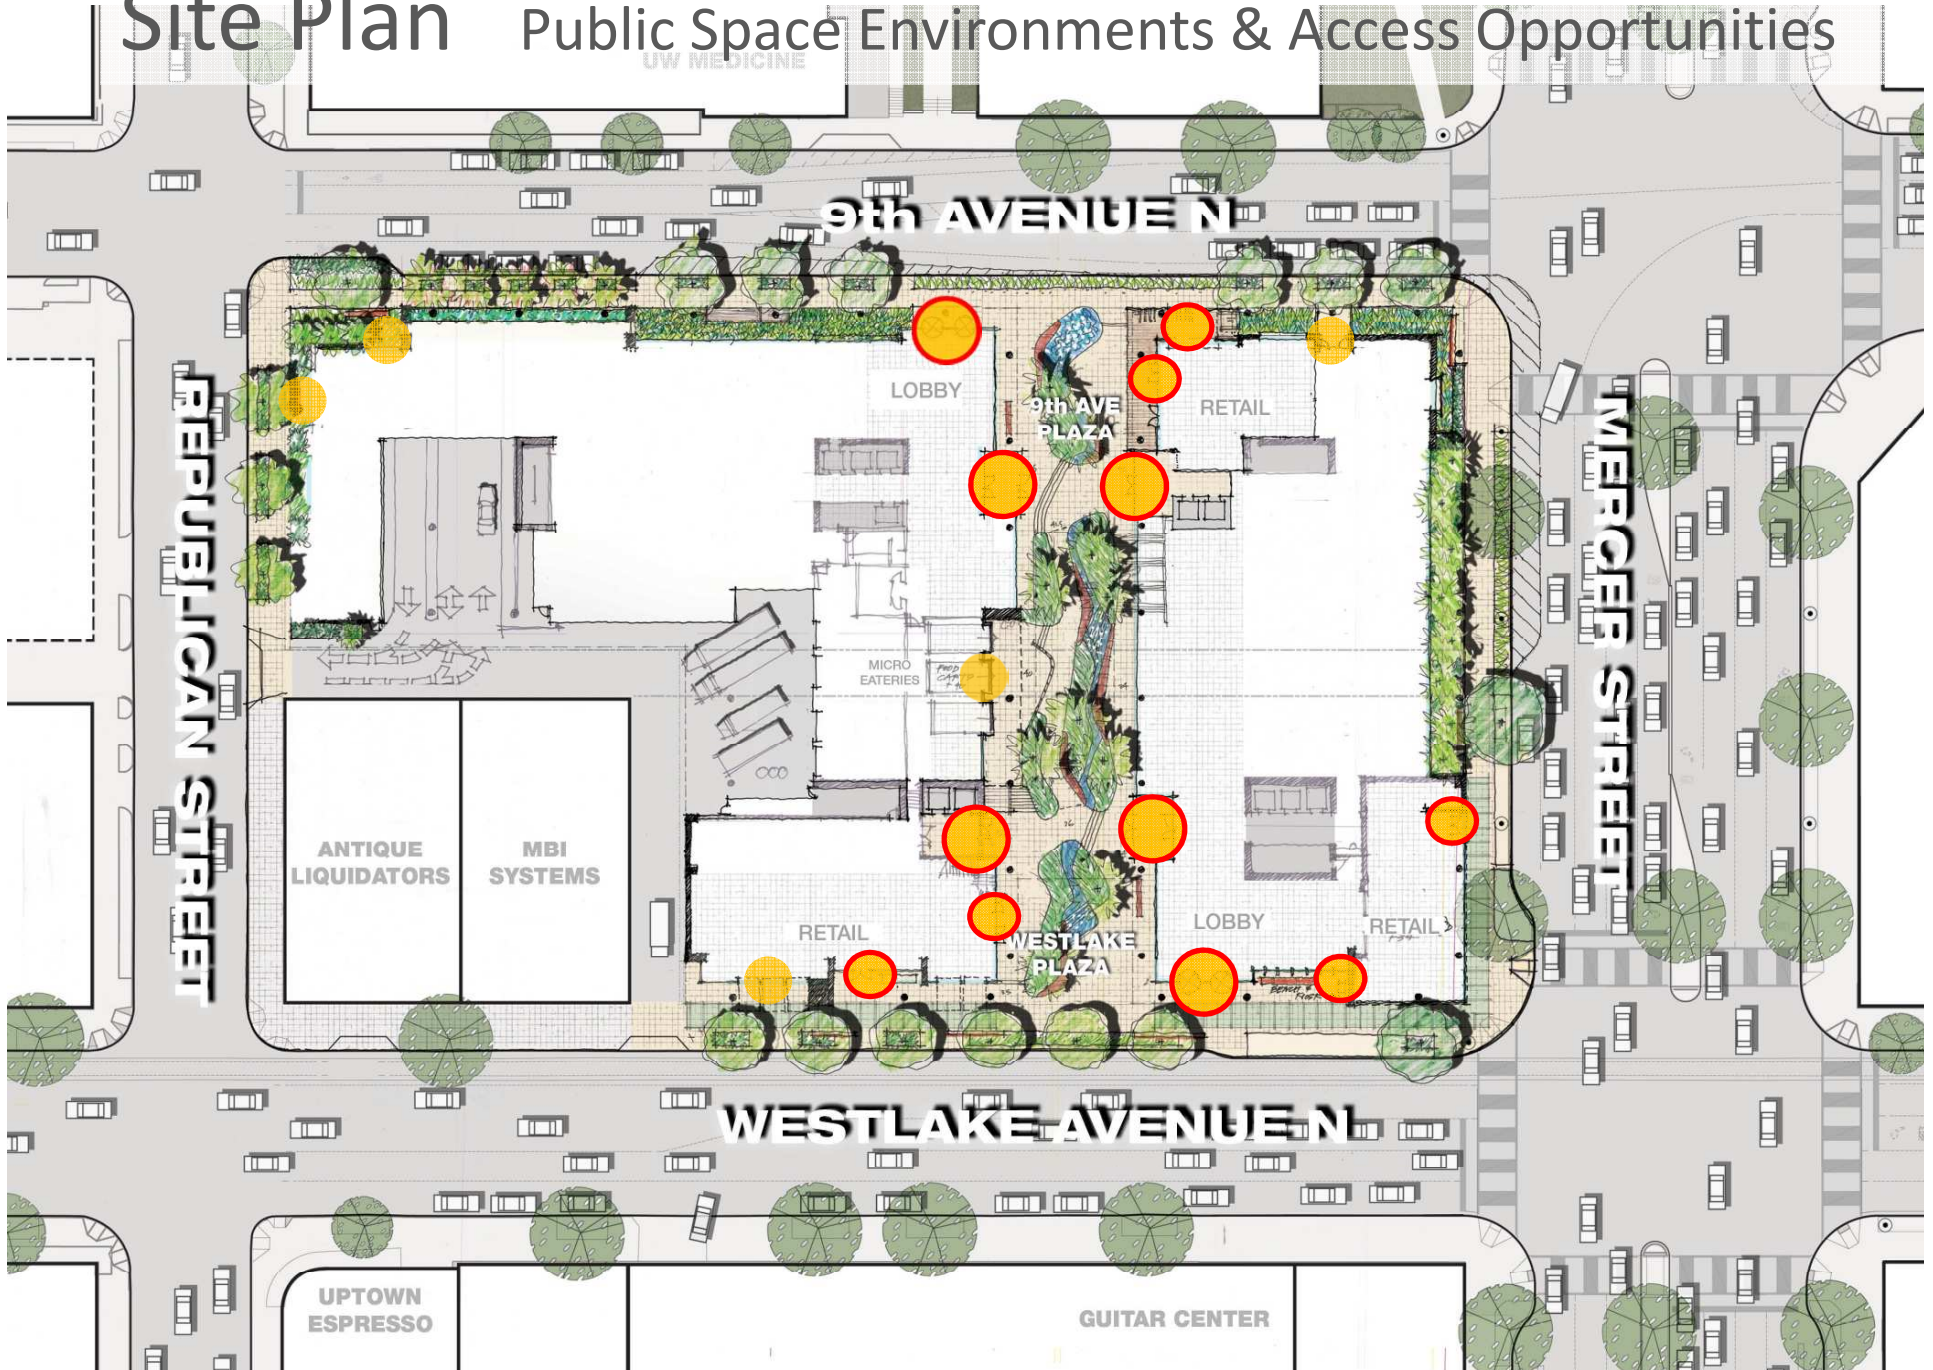 Site Plan Public Space Environments & Access Opportunities
UW MEDICINE
9th AVENUE N
LOBBY
RETAIL
9th AVE
PLAZA
REPUBLICAN STREET
MERCER STREET
MICRO
EATERIES
ANTIQUE
LIQUIDATORS
MBI
SYSTEMS
RETAIL
WESTLAKE
PLAZA
LOBBY
RETAIL
WESTLAKE AVENUE N
UPTOWN
ESPRESSO
GUITAR CENTER